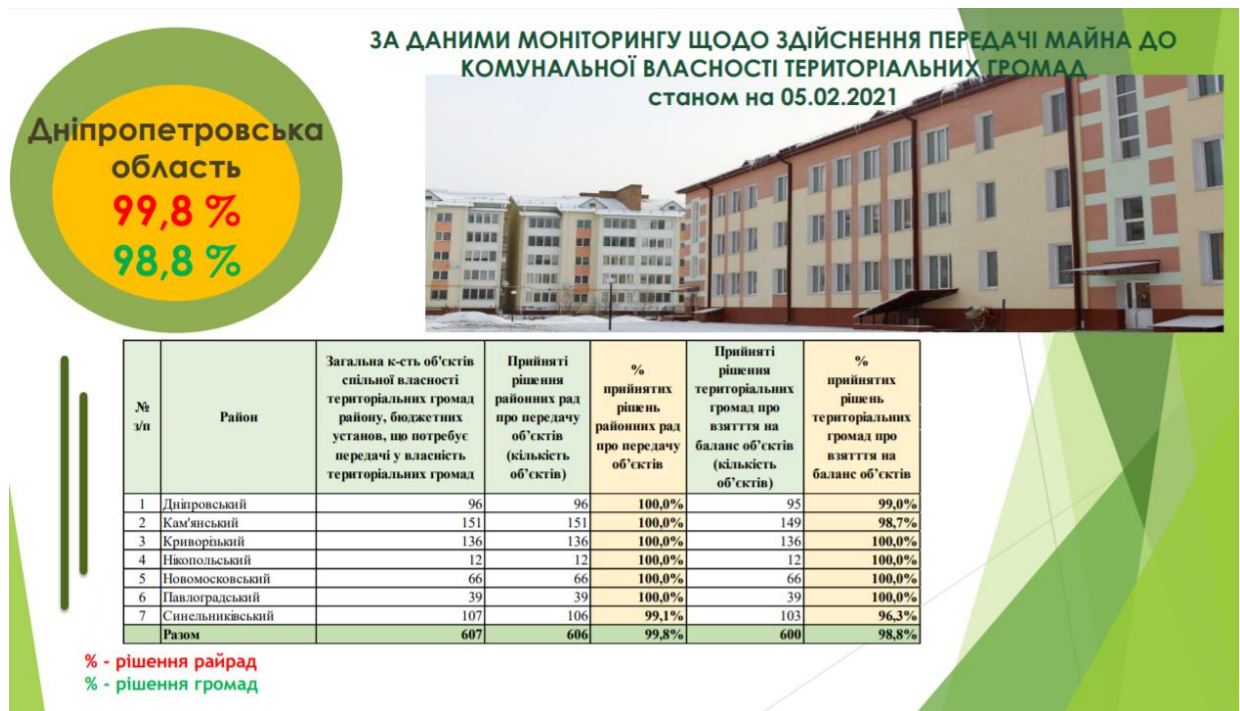 ЗА ДАНИМИ МОНІТОРИНГУ ЩОДО ЗДІЙСНЕННЯ ПЕРЕДАЧІ МАЙНА ДО
КОМУНАЛЬНОЇ ВЛАСНОСТІ ТЕРИТОРІАЛЬНИХ ГРОМАД
станом на 05.02.2021
Дніпропетровська
область
99,8 %
98,8 %
№ з/п Район Загальна к-сть об'єктів спільної власності територіальних громад району, бюджетних установ, що потребує передачі у власність територіальних громад Прийняті рішення районних рад про передачу об'єктів (кількість об'єктів) % прийнятих рішень районних рад про передачу об'єктів Прийняті рішення територіальних громад про взятття на баланс об'єктів (кількість об'єктів) % прийнятих рішень територіальних громад про взятття на баланс об'єктів
1 Дніпровський 96 96 100,0% 95 99,0%
2 Кам'янський 151 151 100,0% 149 98,7%
3 Криворізький 136 136 100,0% 136 100,0%
4 Нікопольський 12 12 100,0% 12 100,0%
5 Новомосковський 66 66 100,0% 66 100,0%
6 Павлоградський 39 39 100,0% 39 100,0%
7 Синельниківський 107 106 99,1% 103 96,3%
Разом 607 606 99,8% 600 98,8%
% - рішення райрад
% - рішення громад